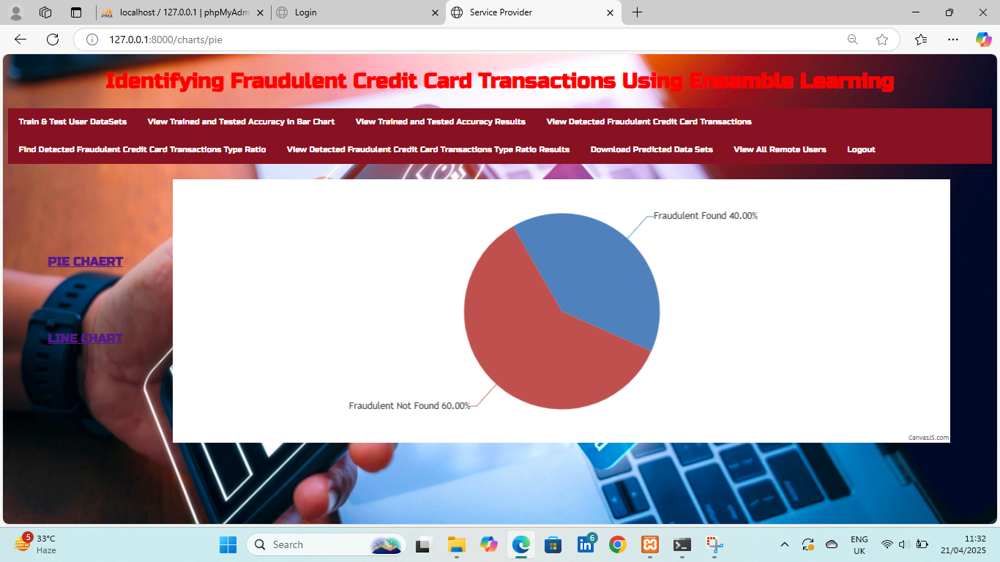 localhost / 127.0.0.1 | phpMyAdm
Login
Service Provider
127.0.0.1:8000/charts/pie
Identifying Fraudulent Credit Card Transactions Using Ensemble Learning
Train & Test User DataSets View Trained and Tested Accuracy in Bar Chart View Trained and Tested Accuracy Results View Detected Fraudulent Credit Card Transactions
Find Detected Fraudulent Credit Card Transactions Type Ratio View Detected Fraudulent Credit Card Transactions Type Ratio Results Download Predicted Data Sets View All Remote Users Logout
Fraudulent Found 40.00%
PIE CHAERT
LINE CHART
Fraudulent Not Found 60.00%
CanvasJS.com
5
33°C
Haze
Search
6
ENG
UK
11:32
21/04/2025